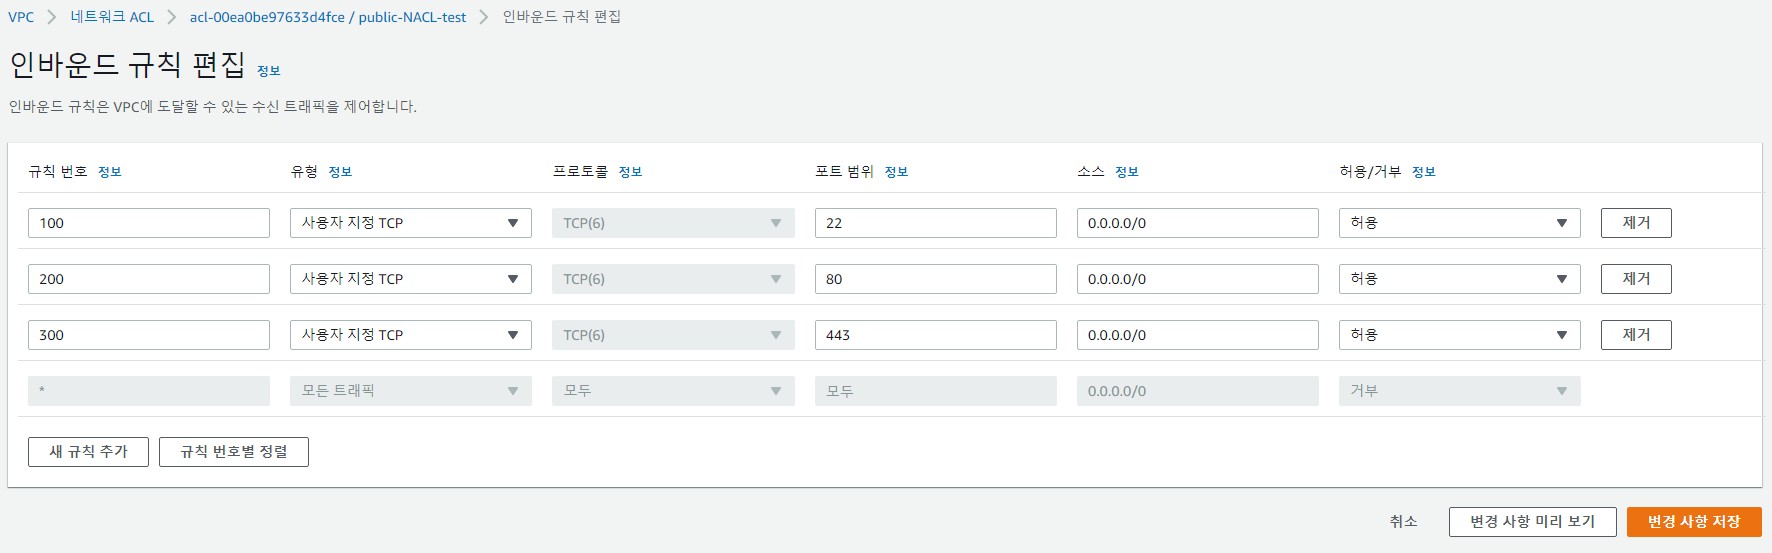 VPC > 네트워크 ACL > acl-00ea0be97633d4fce / public-NACL-test > 인바운드 규칙 편집
인바운드 규칙 편집 정보
인바운드 규칙은 VPC에 도달할 수 있는 수신 트래픽을 제어합니다.
규칙 번호 정보 유형 정보 프로토콜 정보 포트 범위 정보 소스 정보 허용/거부 정보
100 사용자 지정 TCP TCP(6) 22 0.0.0.0/0 허용 제거
200 사용자 지정 TCP TCP(6) 80 0.0.0.0/0 허용 제거
300 사용자 지정 TCP TCP(6) 443 0.0.0.0/0 허용 제거
* 모든 트래픽 모두 모두 0.0.0.0/0 거부
새 규칙 추가 규칙 번호별 정렬
취소 변경 사항 미리 보기 변경 사항 저장